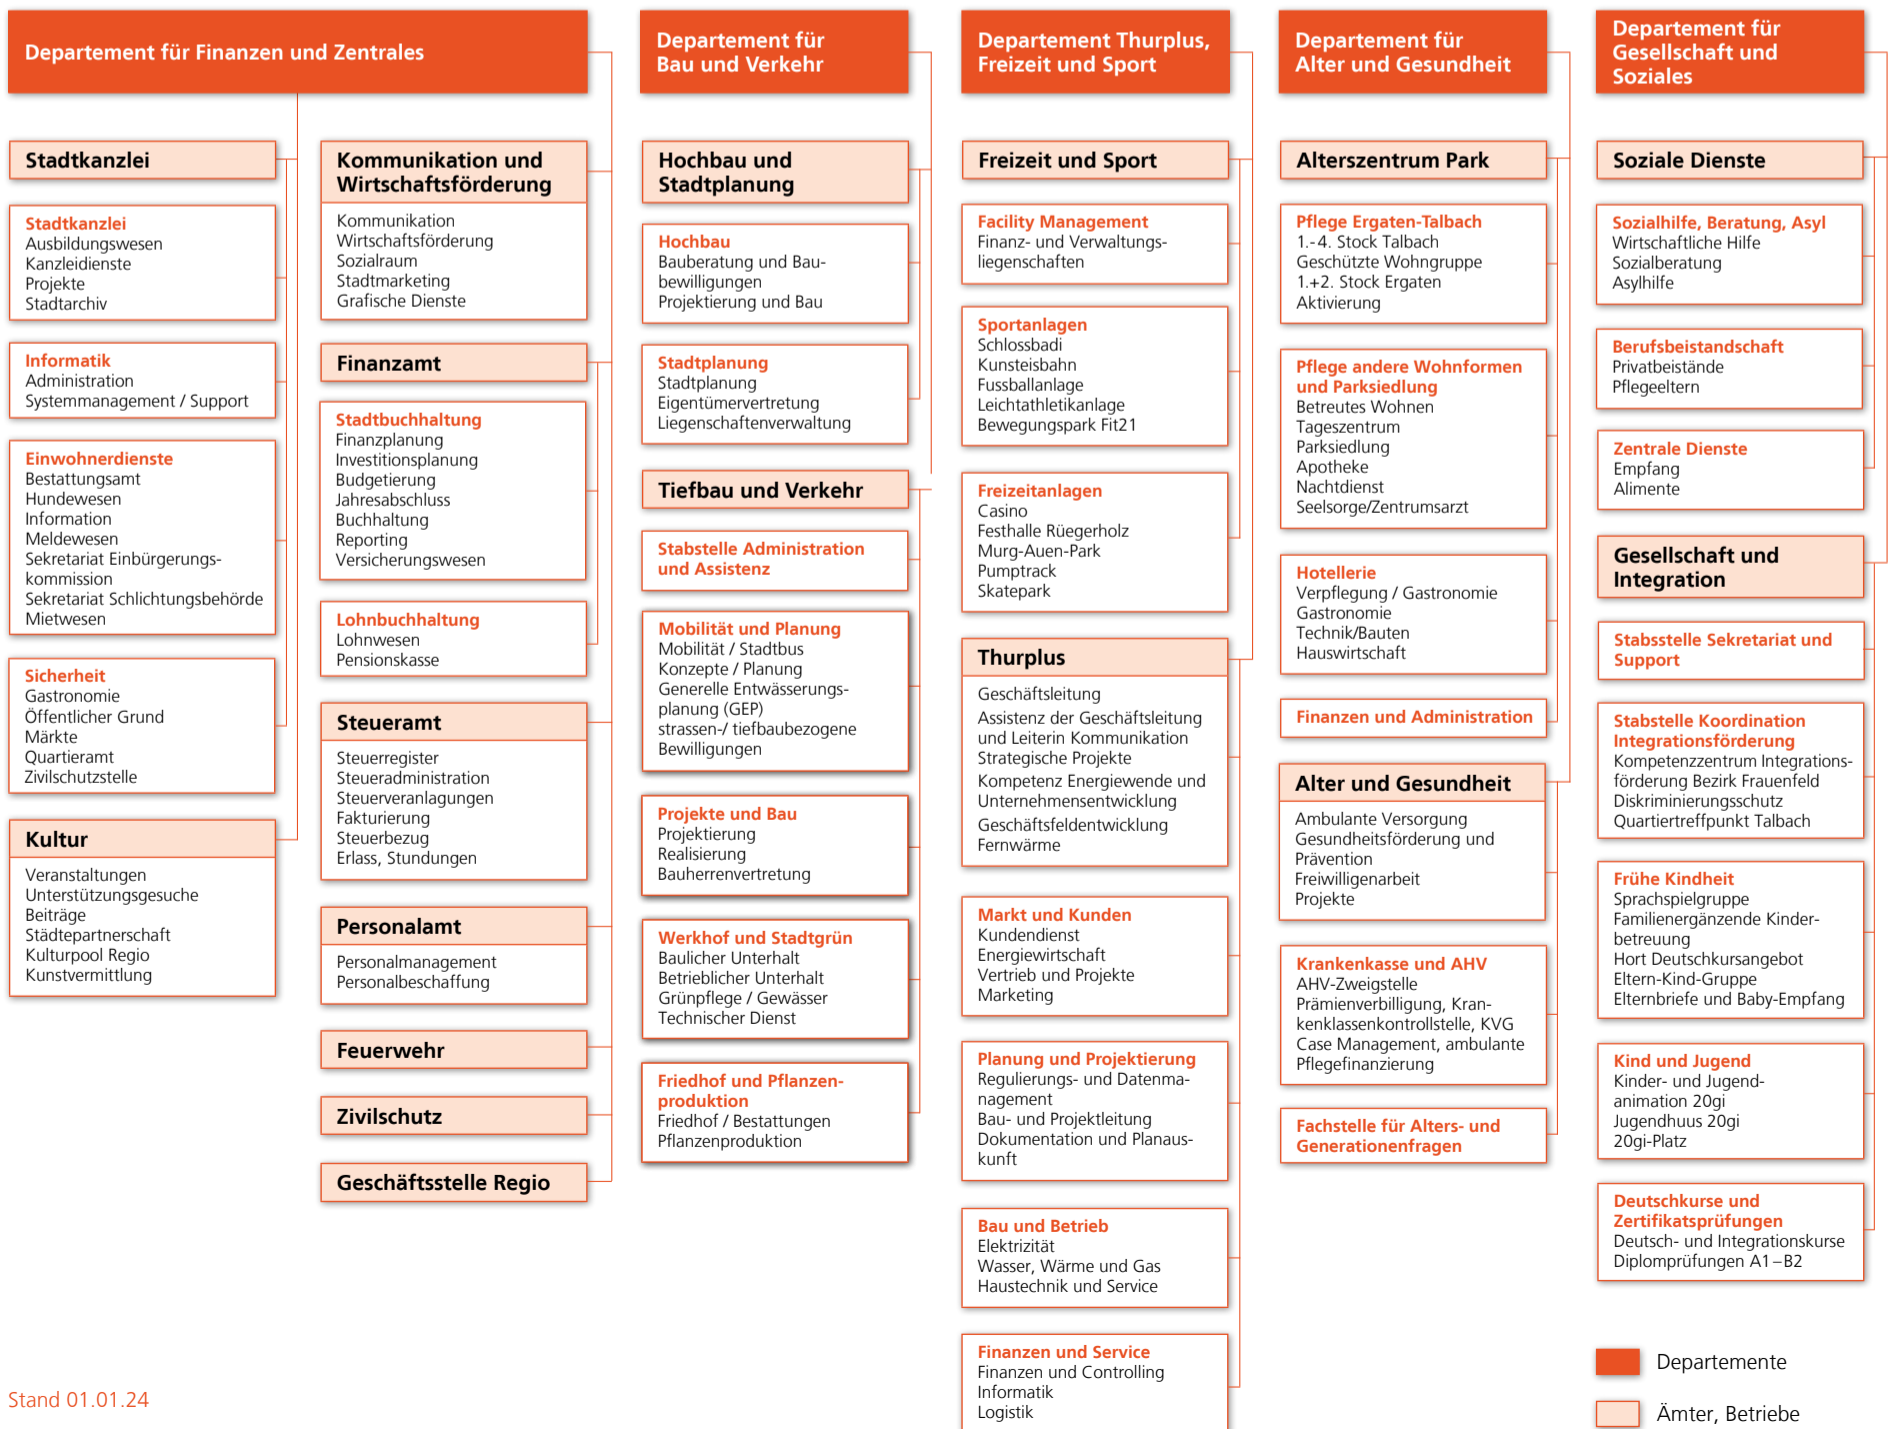 Departement für Finanzen und Zentrales
Stadtkanzlei
Stadtkanzlei
Ausbildungswesen
Kanzleidienste
Projekte
Stadtarchiv
Informatik
Administration
Systemmanagement / Support
Einwohnerdienste
Bestattungsamt
Hundewesen
Information
Meldewesen
Sekretariat Einbürgerungs-
kommission
Sekretariat Schlichtungsbehörde
Mietwesen
Sicherheit
Gastronomie
Öffentlicher Grund
Märkte
Quartieramt
Zivilschutzstelle
Kultur
Veranstaltungen
Unterstützungsgesuche
Beiträge
Städtepartnerschaft
Kulturpool Regio
Kunstvermittlung
Kommunikation und
Wirtschaftsförderung
Kommunikation
Wirtschaftsförderung
Sozialraum
Stadtmarketing
Grafische Dienste
Finanzamt
Stadtbuchhaltung
Finanzplanung
Investitionsplanung
Budgetierung
Jahresabschluss
Buchhaltung
Reporting
Versicherungswesen
Lohnbuchhaltung
Lohnwesen
Pensionskasse
Steueramt
Steuerregister
Steueradministration
Steuerveranlagungen
Fakturierung
Steuerbezug
Erlass, Stundungen
Personalamt
Personalmanagement
Personalbeschaffung
Feuerwehr
Zivilschutz
Geschäftsstelle Regio
Departement für
Bau und Verkehr
Hochbau und
Stadtplanung
Hochbau
Bauberatung und Bau-
bewilligungen
Projektierung und Bau
Stadtplanung
Stadtplanung
Eigentümervertretung
Liegenschaftenverwaltung
Tiefbau und Verkehr
Stabstelle Administration
und Assistenz
Mobilität und Planung
Mobilität / Stadtbus
Konzepte / Planung
Generelle Entwässerungs-
planung (GEP)
strassen-/ tiefbaubezogene
Bewilligungen
Projekte und Bau
Projektierung
Realisierung
Bauherrenvertretung
Werkhof und Stadtgrün
Baulicher Unterhalt
Betrieblicher Unterhalt
Grünpflege / Gewässer
Technischer Dienst
Friedhof und Pflanzen-
produktion
Friedhof / Bestattungen
Pflanzenproduktion
Departement Thurplus,
Freizeit und Sport
Freizeit und Sport
Facility Management
Finanz- und Verwaltungs-
liegenschaften
Sportanlagen
Schlossbadi
Kunsteisbahn
Fussballanlage
Leichtathletikanlage
Bewegungspark Fit21
Freizeitanlagen
Casino
Festhalle Rüegerholz
Murg-Auen-Park
Pumptrack
Skatepark
Thurplus
Geschäftsleitung
Assistenz der Geschäftsleitung
und Leiterin Kommunikation
Strategische Projekte
Kompetenz Energiewende und
Unternehmensentwicklung
Geschäftsfeldentwicklung
Fernwärme
Markt und Kunden
Kundendienst
Energiewirtschaft
Vertrieb und Projekte
Marketing
Planung und Projektierung
Regulierungs- und Datenma-
nagement
Bau- und Projektleitung
Dokumentation und Planaus-
kunft
Bau und Betrieb
Elektrizität
Wasser, Wärme und Gas
Haustechnik und Service
Finanzen und Service
Finanzen und Controlling
Informatik
Logistik
Departement für
Alter und Gesundheit
Alterszentrum Park
Pflege Ergaten-Talbach
1.-4. Stock Talbach
Geschützte Wohngruppe
1.+2. Stock Ergaten
Aktivierung
Pflege andere Wohnformen
und Parksiedlung
Betreutes Wohnen
Tageszentrum
Parksiedlung
Apotheke
Nachtdienst
Seelsorge/Zentrumsarzt
Hotellerie
Verpflegung / Gastronomie
Gastronomie
Technik/Bauten
Hauswirtschaft
Finanzen und Administration
Alter und Gesundheit
Ambulante Versorgung
Gesundheitsförderung und
Prävention
Freiwilligenarbeit
Projekte
Krankenkasse und AHV
AHV-Zweigstelle
Prämienverbilligung, Kran-
kenklassenkontrollstelle, KVG
Case Management, ambulante
Pflegefinanzierung
Fachstelle für Alters- und
Generationenfragen
Departement für
Gesellschaft und
Soziales
Soziale Dienste
Sozialhilfe, Beratung, Asyl
Wirtschaftliche Hilfe
Sozialberatung
Asylhilfe
Berufsbeistandschaft
Privatbeistände
Pflegeeltern
Zentrale Dienste
Empfang
Alimente
Gesellschaft und
Integration
Stabsstelle Sekretariat und
Support
Stabstelle Koordination
Integrationsförderung
Kompetenzzentrum Integrations-
förderung Bezirk Frauenfeld
Diskriminierungsschutz
Quartiertreffpunkt Talbach
Frühe Kindheit
Sprachspielgruppe
Familienergänzende Kinder-
betreuung
Hort Deutschkursangebot
Eltern-Kind-Gruppe
Elternbriefe und Baby-Empfang
Kind und Jugend
Kinder- und Jugend-
animation 20gi
Jugendhuus 20gi
20gi-Platz
Deutschkurse und
Zertifikatsprüfungen
Deutsch- und Integrationskurse
Diplomprüfungen A1–B2
Departemente
Ämter, Betriebe
Stand 01.01.24